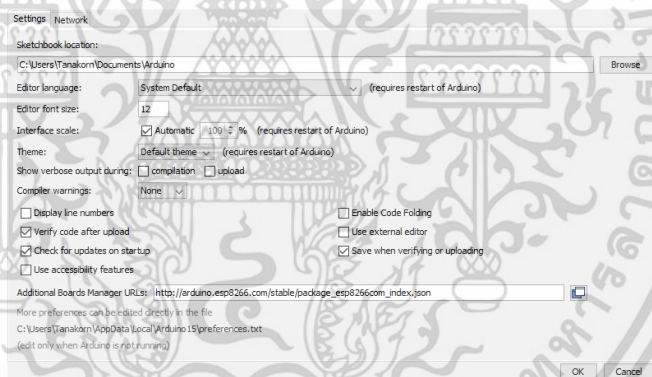 Settings Network
Sketchbook location:
C:\Users\Tanakorn\Documents\Arduino Browse
Editor language: System Default (requires restart of Arduino)
Editor font size: 12
Interface scale: Automatic 100 % (requires restart of Arduino)
Theme: Default theme (requires restart of Arduino)
Show verbose output during: compilation upload
Compiler warnings: None
Display line numbers Enable Code Folding
Verify code after upload Use external editor
Check for updates on startup Save when verifying or uploading
Use accessibility features
Additional Boards Manager URLs: http://arduino.esp8266.com/stable/package_esp8266com_index.json
More preferences can be edited directly in the file
C:\Users\Tanakorn\AppData\Local\Arduino15\preferences.txt
(edit only when Arduino is not running)
OK Cancel